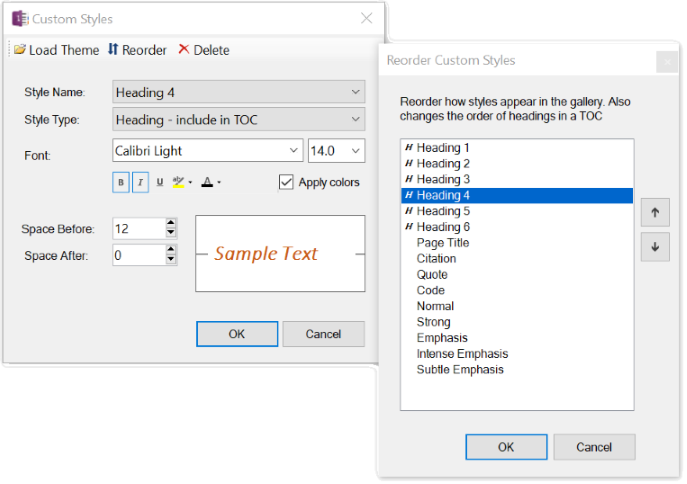 Custom Styles
Load Theme Reorder Delete
Style Name: Heading 4
Style Type: Heading - include in TOC
Font: Calibri Light 14.0
B I U aby A Apply colors
Space Before: 12
Space After: 0
Sample Text
OK Cancel
Reorder Custom Styles
Reorder how styles appear in the gallery. Also
changes the order of headings in a TOC
H Heading 1
H Heading 2
H Heading 3
H Heading 4
H Heading 5
H Heading 6
Page Title
Citation
Quote
Code
Normal
Strong
Emphasis
Intense Emphasis
Subtle Emphasis
OK Cancel